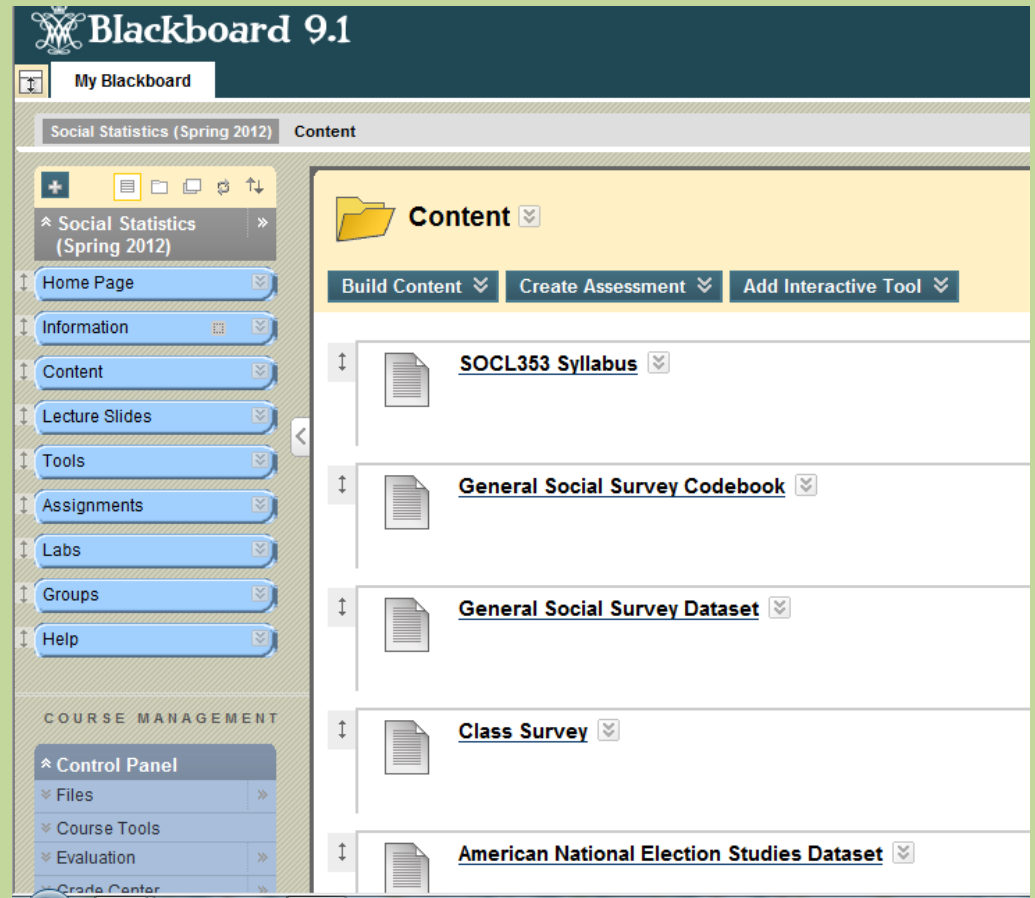 Blackboard 9.1
My Blackboard
Social Statistics (Spring 2012) Content
Social Statistics
(Spring 2012)
Home Page
Information
Content
Lecture Slides
Tools
Assignments
Labs
Groups
Help
COURSE MANAGEMENT
Control Panel
Files
Course Tools
Evaluation
Grade Center
Content
Build Content Create Assessment Add Interactive Tool
SOCL353 Syllabus
General Social Survey Codebook
General Social Survey Dataset
Class Survey
American National Election Studies Dataset